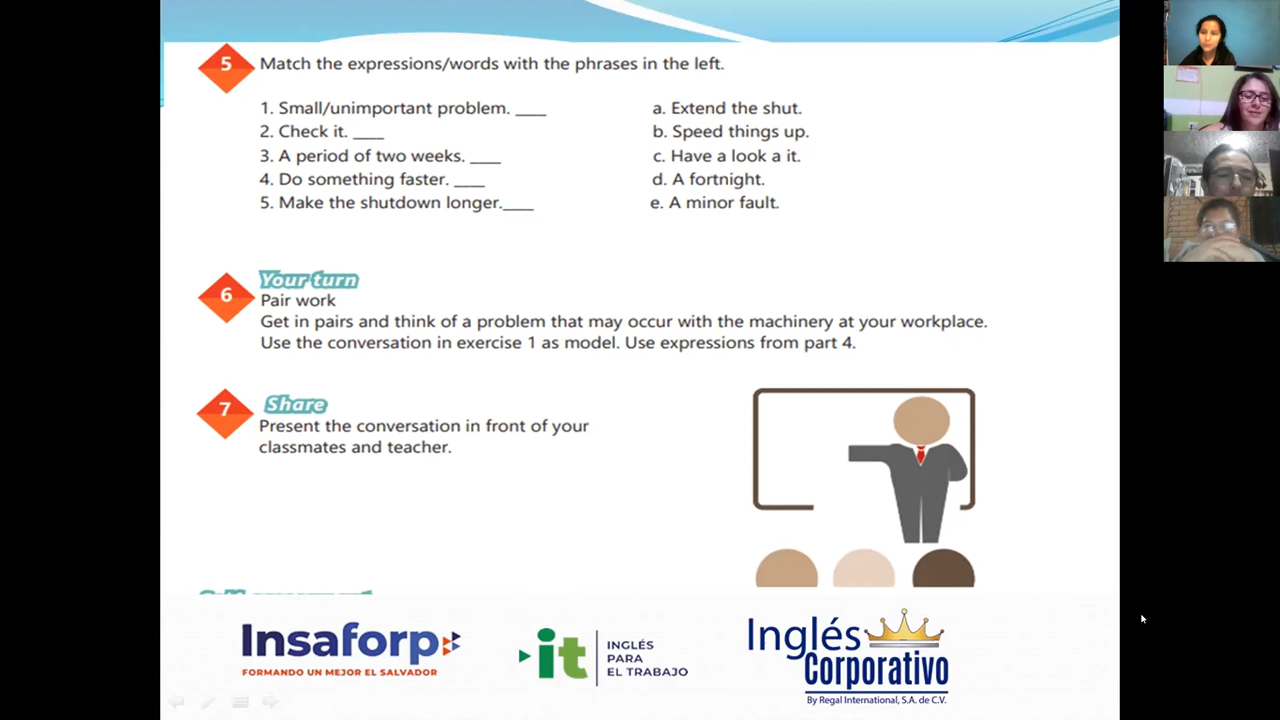 5 Match the expressions/words with the phrases in the left.
1. Small/unimportant problem. ____ a. Extend the shut.
2. Check it. ____ b. Speed things up.
3. A period of two weeks. ____ c. Have a look a it.
4. Do something faster. ____ d. A fortnight.
5. Make the shutdown longer.____ e. A minor fault.
6 Your turn
Pair work
Get in pairs and think of a problem that may occur with the machinery at your workplace.
Use the conversation in exercise 1 as model. Use expressions from part 4.
7 Share
Present the conversation in front of your
classmates and teacher.
Insaforp
FORMANDO UN MEJOR EL SALVADOR
it
INGLÉS
PARA
EL TRABAJO
Inglés
Corporativo
By Regal International, S.A. de C.V.